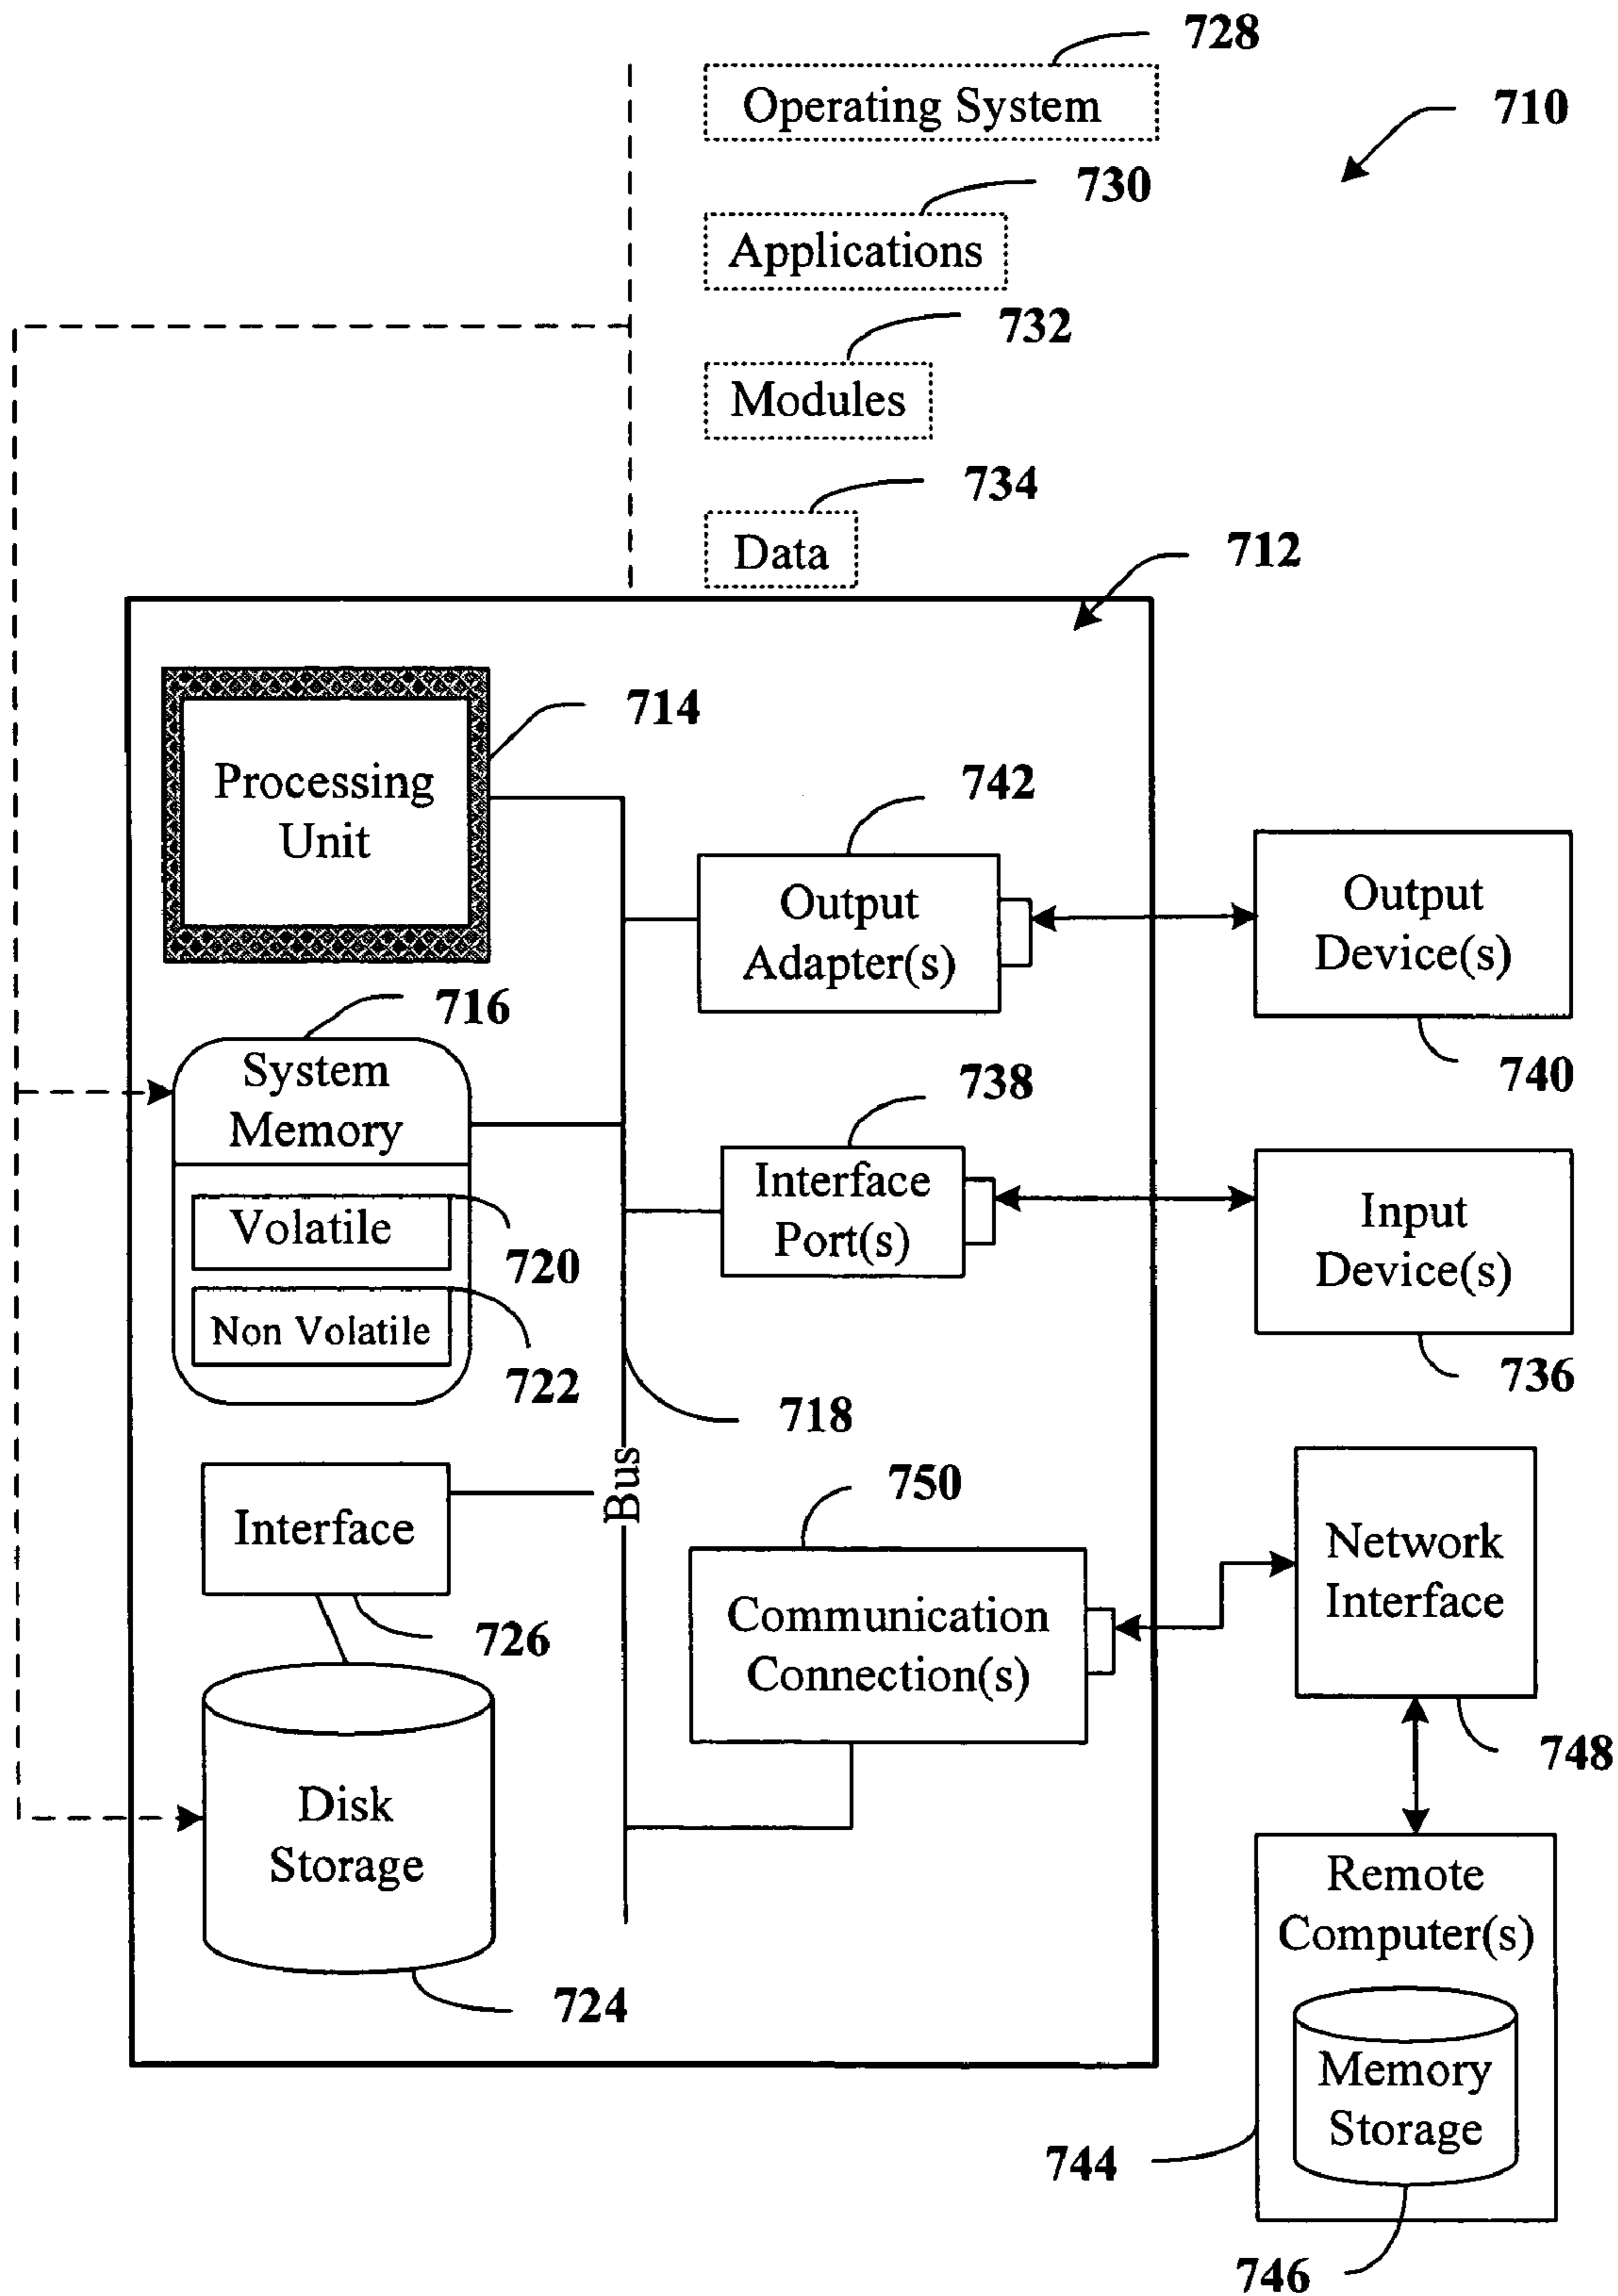 728
Operating System
710
730
Applications
732
Modules
734
Data
712
714
Processing
Unit
742
Output
Adapter(s)
Output
Device(s)
740
716
System
Memory
738
Interface
Port(s)
Input
Device(s)
736
Volatile
720
Non Volatile
722
718
Bus
750
Interface
726
Communication
Connection(s)
Network
Interface
748
Disk
Storage
724
Remote
Computer(s)
Memory
Storage
744
746